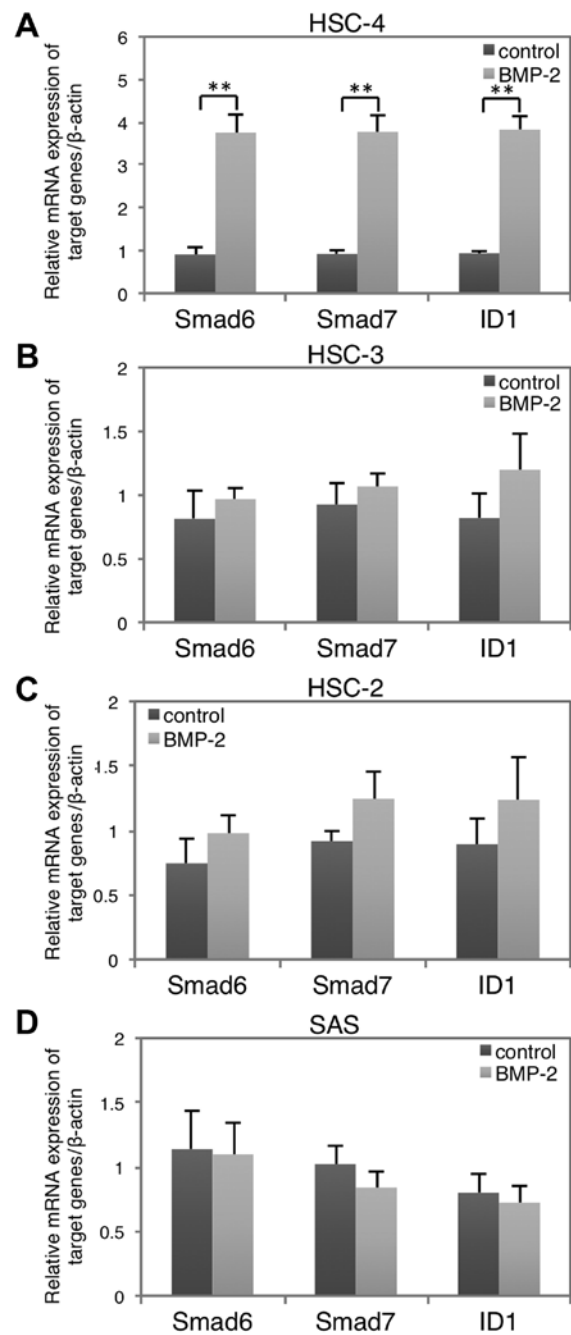 A
HSC-4
Relative mRNA expression of
target genes/β-actin
6
5
4
3
2
1
0
control
BMP-2
**
**
**
Smad6 Smad7 ID1
B
HSC-3
Relative mRNA expression of
target genes/β-actin
2
1.5
1
0.5
0
control
BMP-2
Smad6 Smad7 ID1
C
HSC-2
Relative mRNA expression of
target genes/β-actin
2
1.5
1
0.5
0
control
BMP-2
Smad6 Smad7 ID1
D
SAS
Relative mRNA expression of
target genes/β-actin
2
1.5
1
0.5
0
control
BMP-2
Smad6 Smad7 ID1